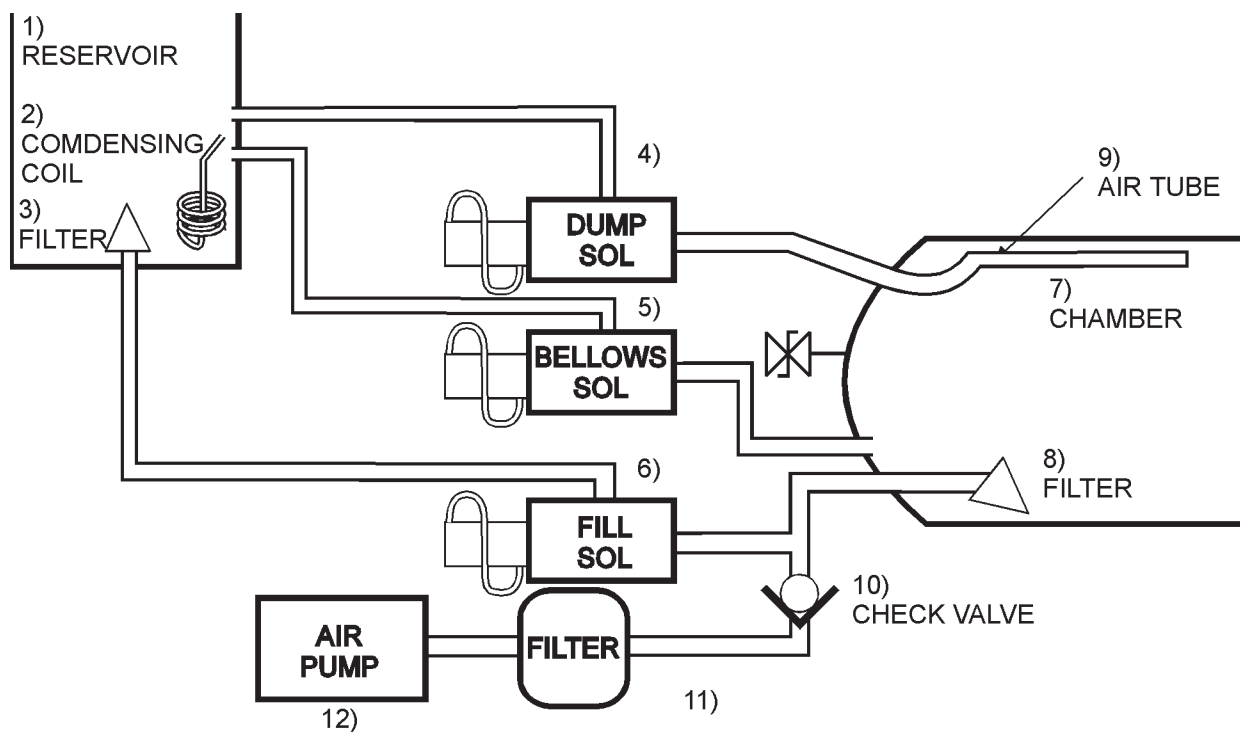 1)
RESERVOIR
2)
COMDENSING
COIL
3)
FILTER
4)
DUMP
SOL
5)
BELLOWS
SOL
6)
FILL
SOL
9)
AIR TUBE
7)
CHAMBER
8)
FILTER
10)
CHECK VALVE
AIR
PUMP
12)
FILTER
11)